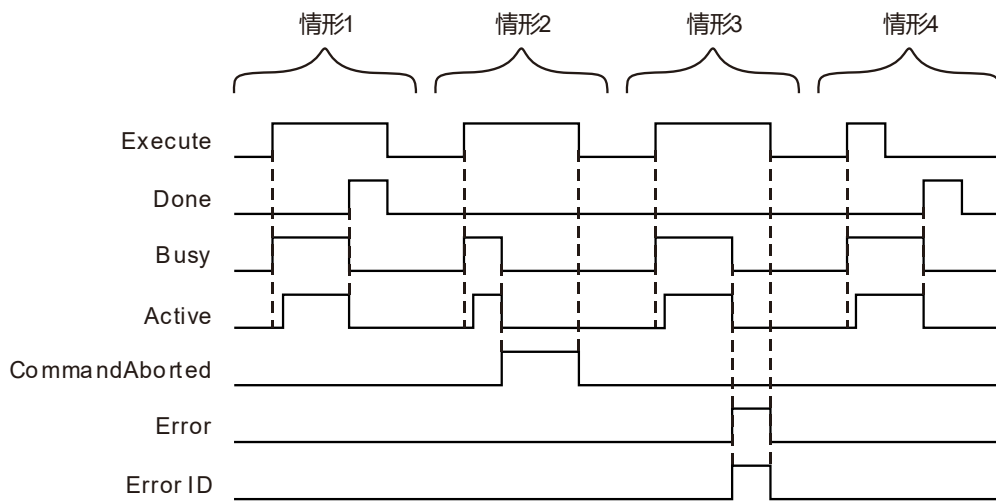 情形1 情形2 情形3 情形4
Execute
Done
Busy
Active
CommandAborted
Error
Error ID